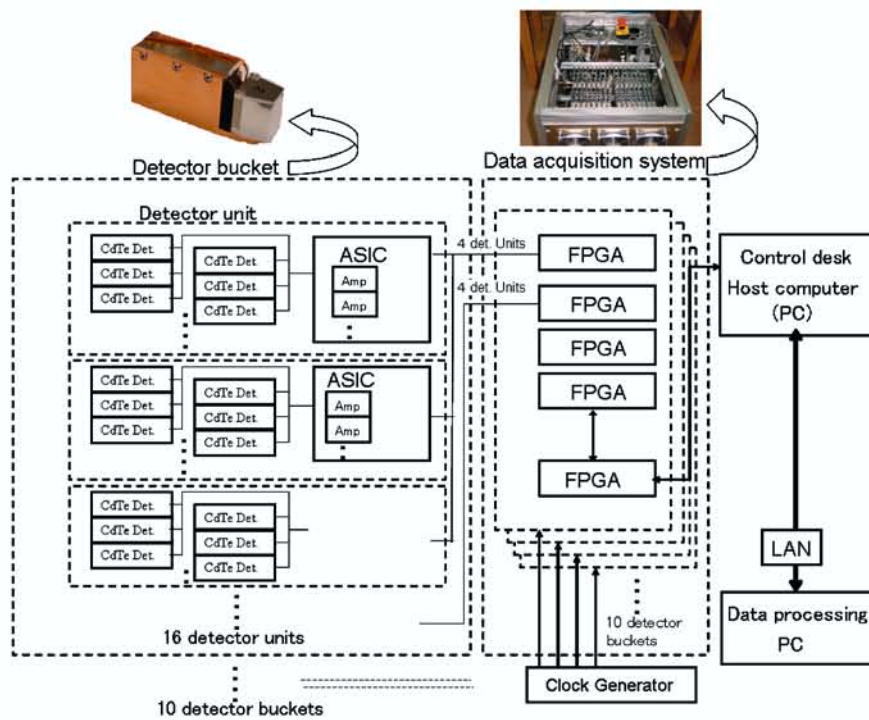 Detector bucket
Data acquisition system
Detector unit
CdTe Det.
CdTe Det.
CdTe Det.
CdTe Det.
CdTe Det.
CdTe Det.
ASIC
Amp
Amp
4 det. Units
4 det. Units
FPGA
FPGA
FPGA
FPGA
FPGA
Control desk
Host computer
(PC)
CdTe Det.
CdTe Det.
CdTe Det.
CdTe Det.
CdTe Det.
CdTe Det.
ASIC
Amp
Amp
CdTe Det.
CdTe Det.
CdTe Det.
CdTe Det.
CdTe Det.
CdTe Det.
LAN
16 detector units
10 detector
buckets
Data processing
PC
Clock Generator
10 detector buckets